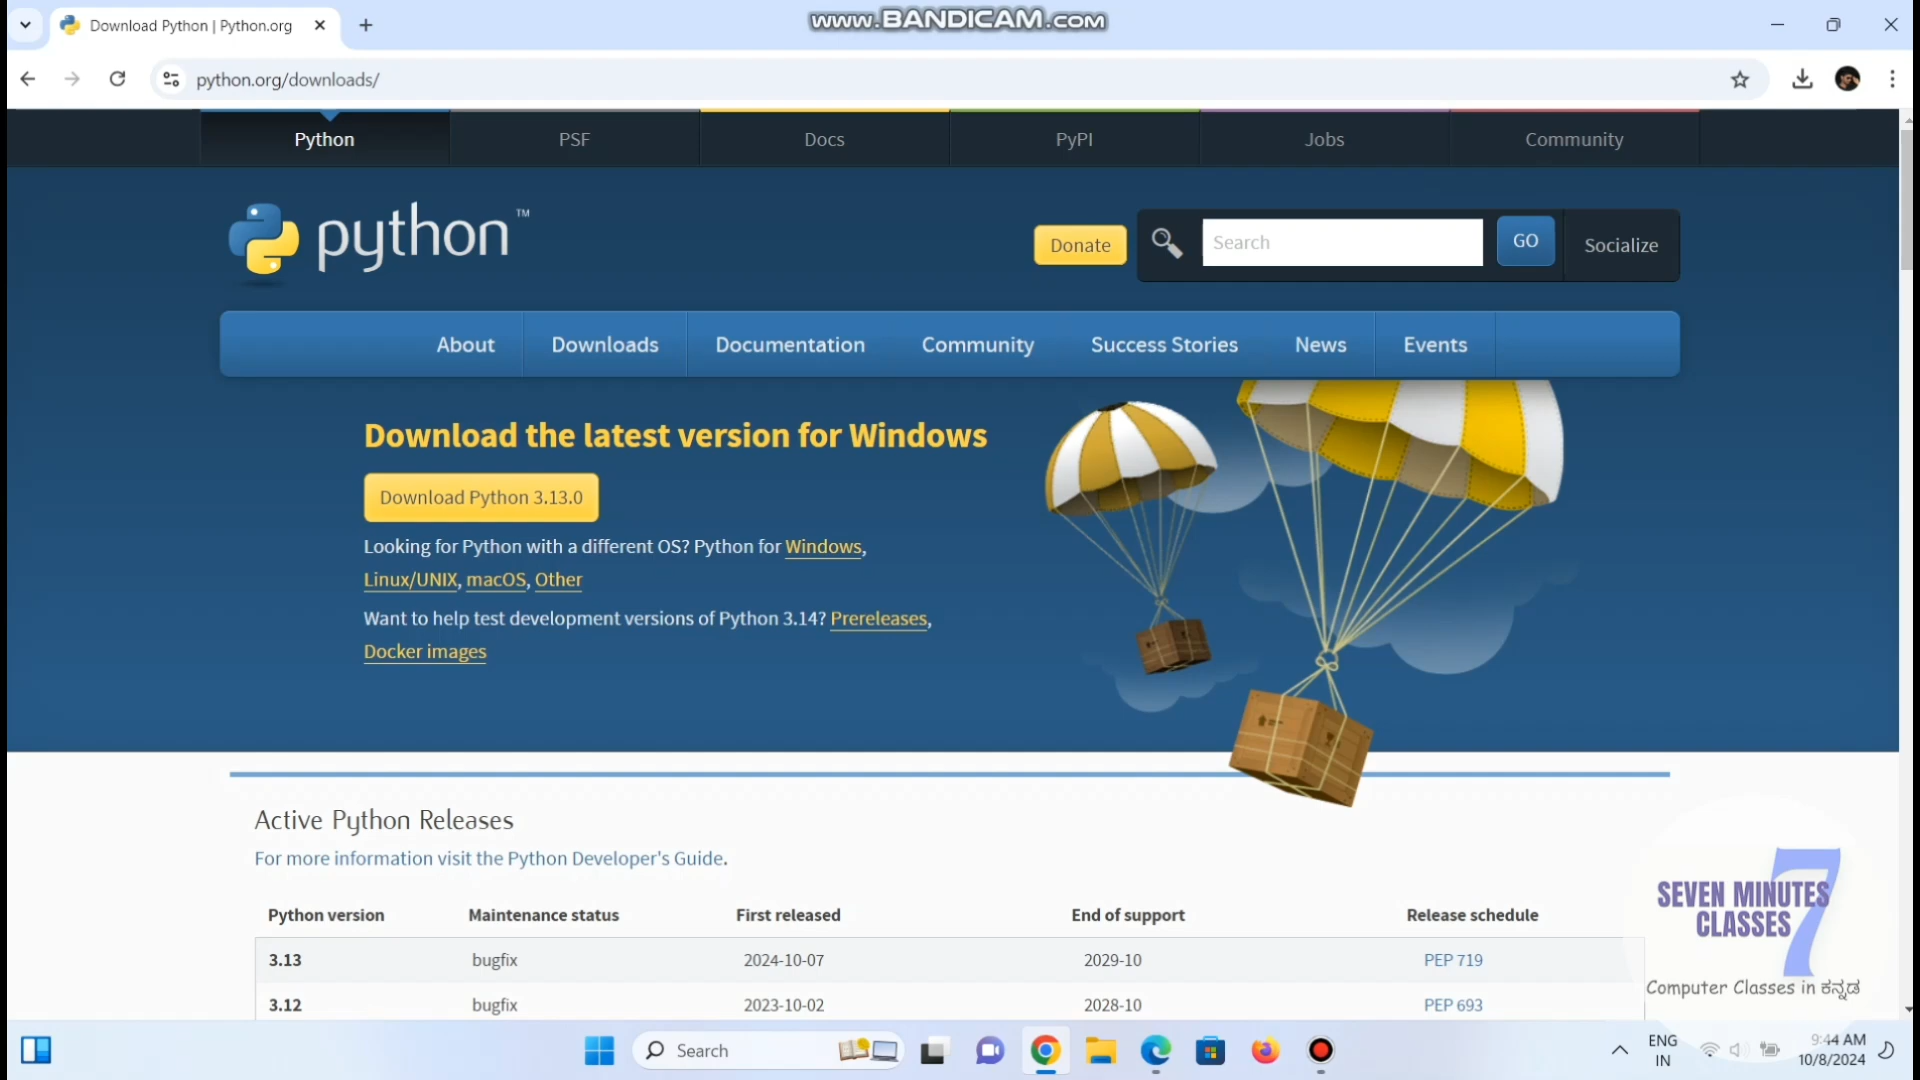 Download Python | Python.org
www.BANDICAM.com
python.org/downloads/
Python PSF Docs PyPI Jobs Community
python™
Donate Search GO Socialize
About Downloads Documentation Community Success Stories News Events
Download the latest version for Windows
Download Python 3.13.0
Looking for Python with a different OS? Python for Windows,
Linux/UNIX, macOS, Other
Want to help test development versions of Python 3.14? Prereleases,
Docker images
Active Python Releases
For more information visit the Python Developer's Guide.
Python version Maintenance status First released End of support Release schedule
3.13 bugfix 2024-10-07 2029-10 PEP 719
3.12 bugfix 2023-10-02 2028-10 PEP 693
7
SEVEN MINUTES
CLASSES
Computer Classes in ಕನ್ನಡ
Search
ENG
IN
9:44 AM
10/8/2024